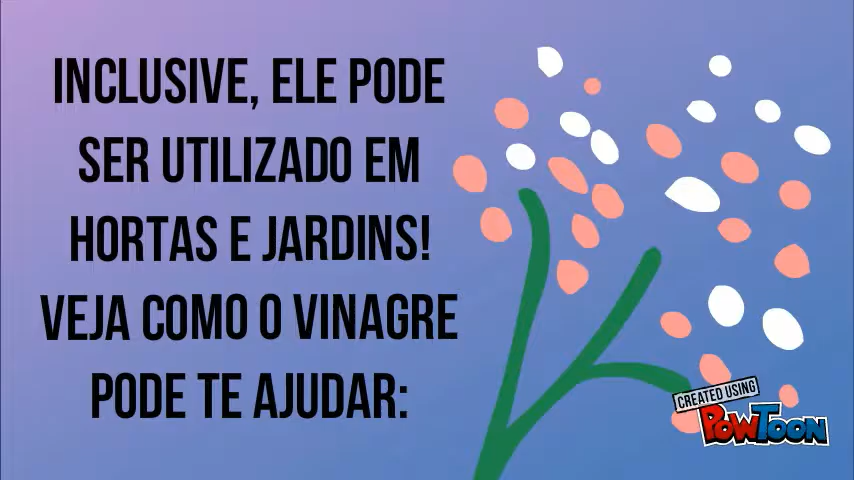 INCLUSIVE, ELE PODE
SER UTILIZADO EM
HORTAS E JARDINS!
VEJA COMO O VINAGRE
PODE TE AJUDAR:
CREATED USING
POWTOON